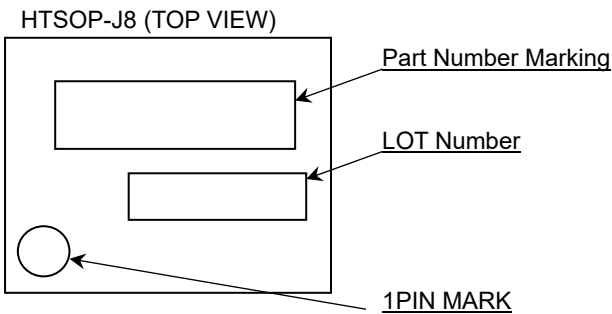 HTSOP-J8 (TOP VIEW)
Part Number Marking
LOT Number
1PIN MARK